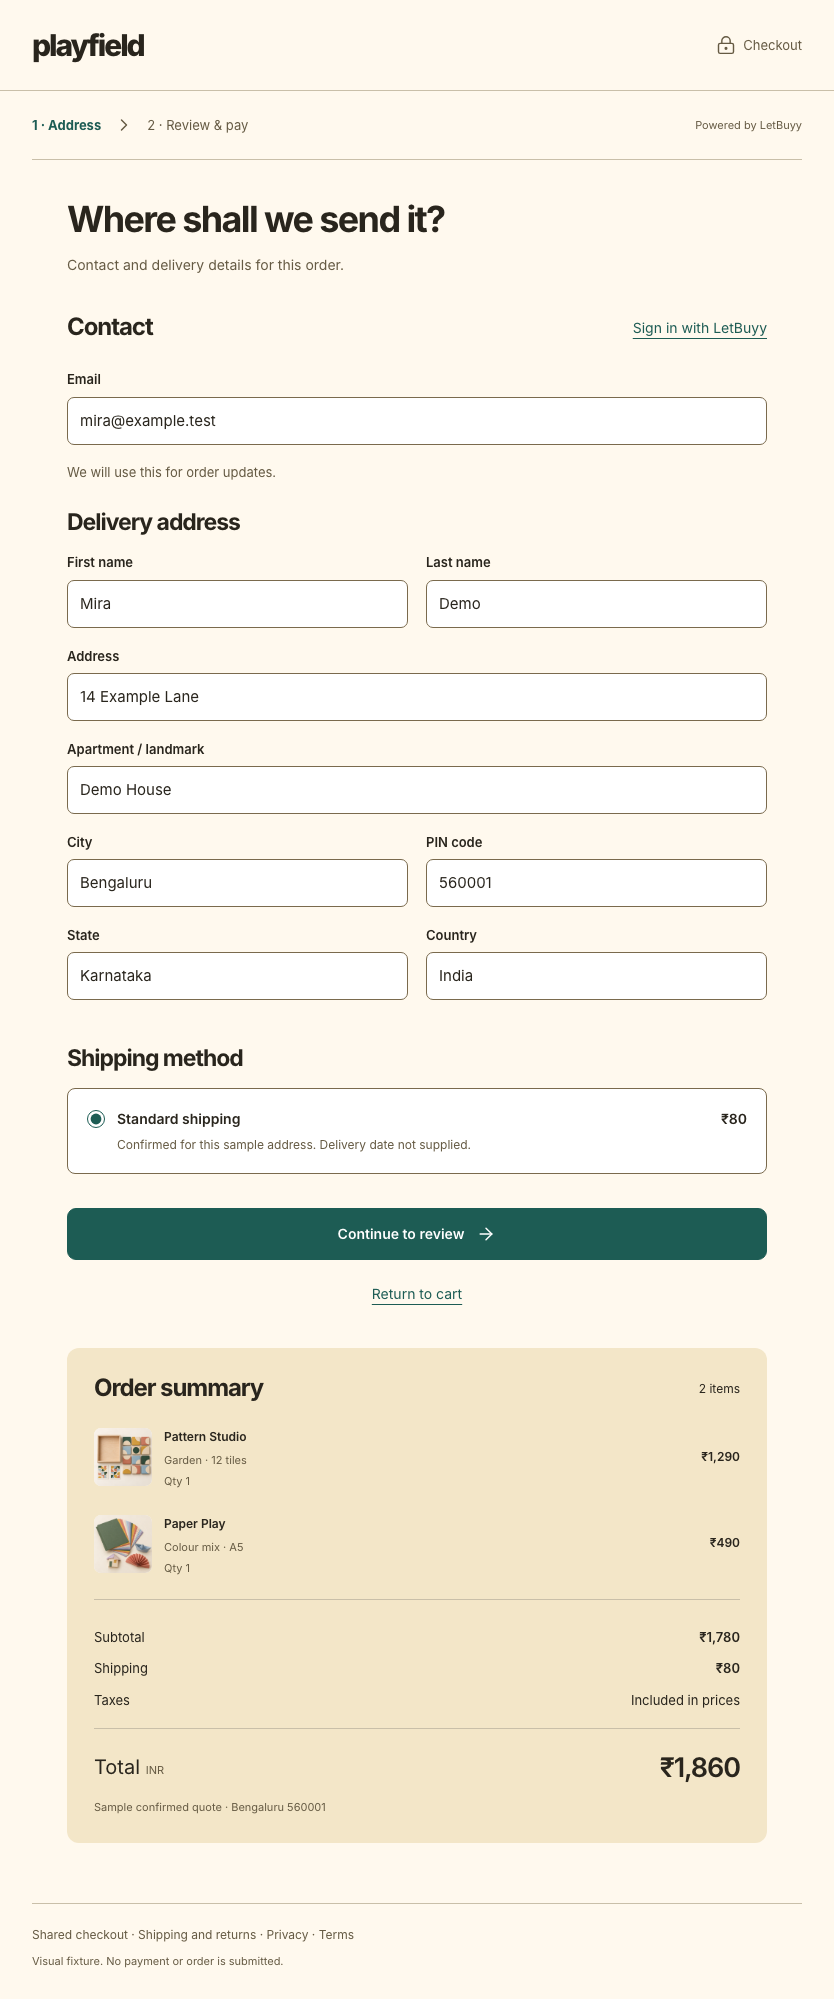 playfield
Checkout
1 · Address
2 · Review & pay
Powered by LetBuyy
Where shall we send it?
Contact and delivery details for this order.
Contact
Sign in with LetBuyy
Email
mira@example.test
We will use this for order updates.
Delivery address
First name
Last name
Mira
Demo
Address
14 Example Lane
Apartment / landmark
Demo House
City
PIN code
Bengaluru
560001
State
Country
Karnataka
India
Shipping method
Standard shipping
₹80
Confirmed for this sample address. Delivery date not supplied.
Continue to review
Return to cart
Order summary
2 items
Pattern Studio
Garden · 12 tiles
Qty 1
₹1,290
Paper Play
Colour mix · A5
Qty 1
₹490
Subtotal
₹1,780
Shipping
₹80
Taxes
Included in prices
Total INR
₹1,860
Sample confirmed quote · Bengaluru 560001
Shared checkout · Shipping and returns · Privacy · Terms
Visual fixture. No payment or order is submitted.